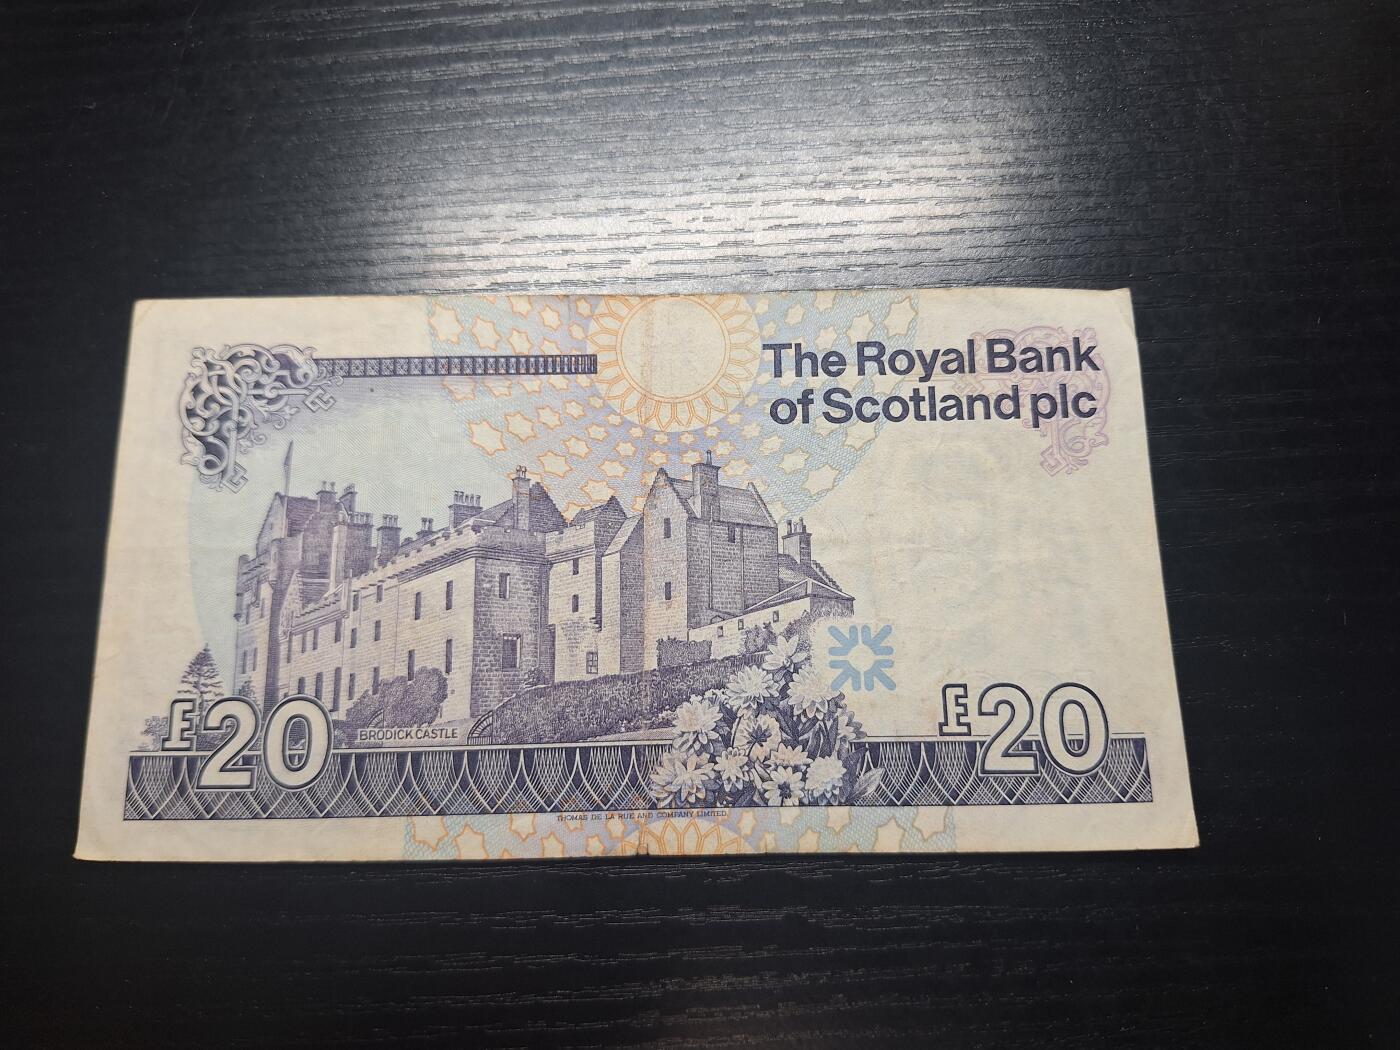 The Royal Bank
of Scotland plc
£20
BRODICK CASTLE
£20
THOMAS DE LA RUE AND COMPANY LIMITED.